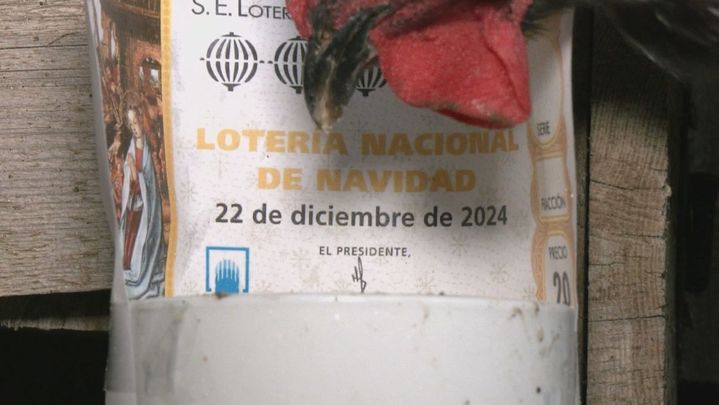 S. E. LOTER
LOTERÍA NACIONAL
DE NAVIDAD
22 de diciembre de 2024
EL PRESIDENTE,
SERIE
FRACCIÓN
PRECIO
20